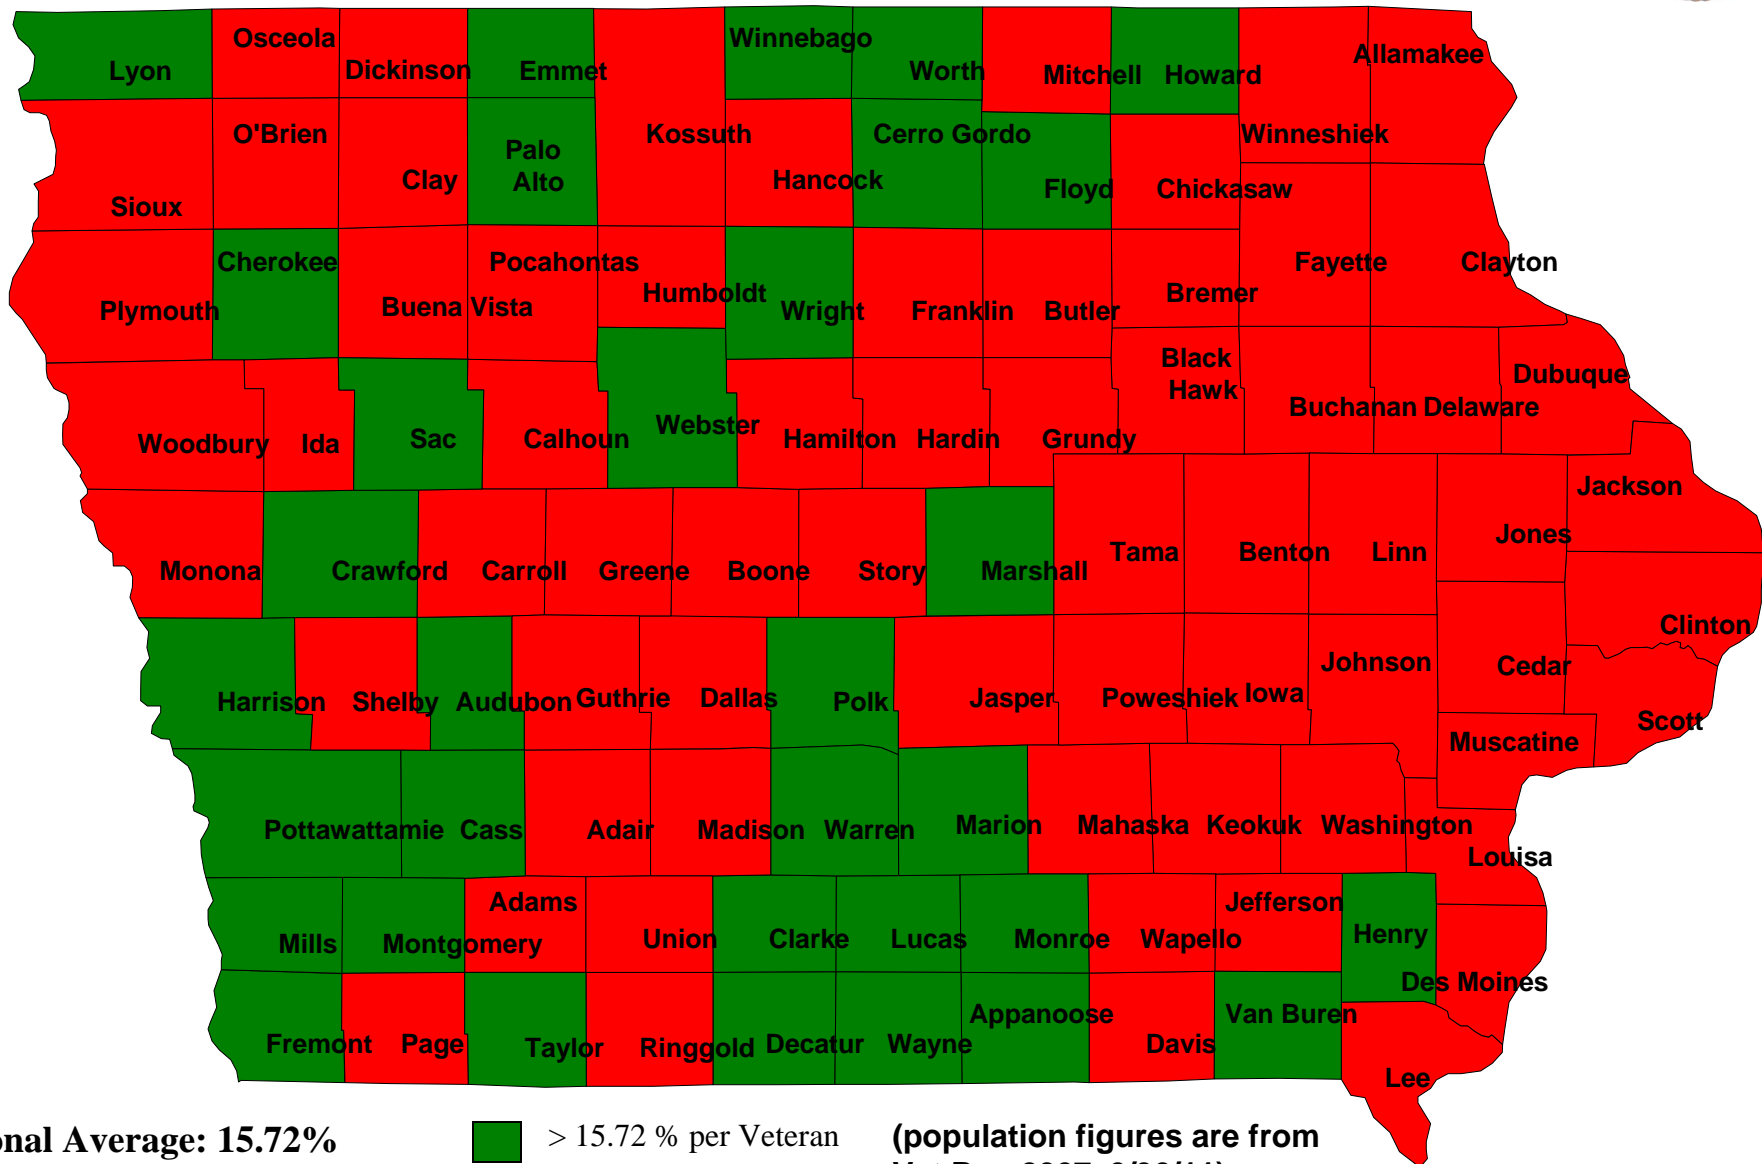 Lyon
Osceola
Dickinson
Emmet
Winnebago
Worth
Mitchell
Howard
Allamakee
Sioux
O'Brien
Clay
Palo
Alto
Kossuth
Hancock
Cerro Gordo
Floyd
Chickasaw
Winneshiek
Plymouth
Cherokee
Buena Vista
Pocahontas
Humboldt
Wright
Franklin
Butler
Bremer
Fayette
Clayton
Woodbury
Ida
Sac
Calhoun
Webster
Hamilton
Hardin
Grundy
Black
Hawk
Buchanan
Delaware
Dubuque
Monona
Crawford
Carroll
Greene
Boone
Story
Marshall
Tama
Benton
Linn
Jones
Jackson
Harrison
Shelby
Audubon
Guthrie
Dallas
Polk
Jasper
Poweshiek
Iowa
Johnson
Cedar
Clinton
Scott
Muscatine
Pottawattamie
Cass
Adair
Madison
Warren
Marion
Mahaska
Keokuk
Washington
Louisa
Mills
Montgomery
Adams
Union
Clarke
Lucas
Monroe
Wapello
Jefferson
Henry
Des Moines
Fremont
Page
Taylor
Ringgold
Decatur
Wayne
Appanoose
Davis
Van Buren
Lee
onal Average: 15.72%
> 15.72 % per Veteran
(population figures are from